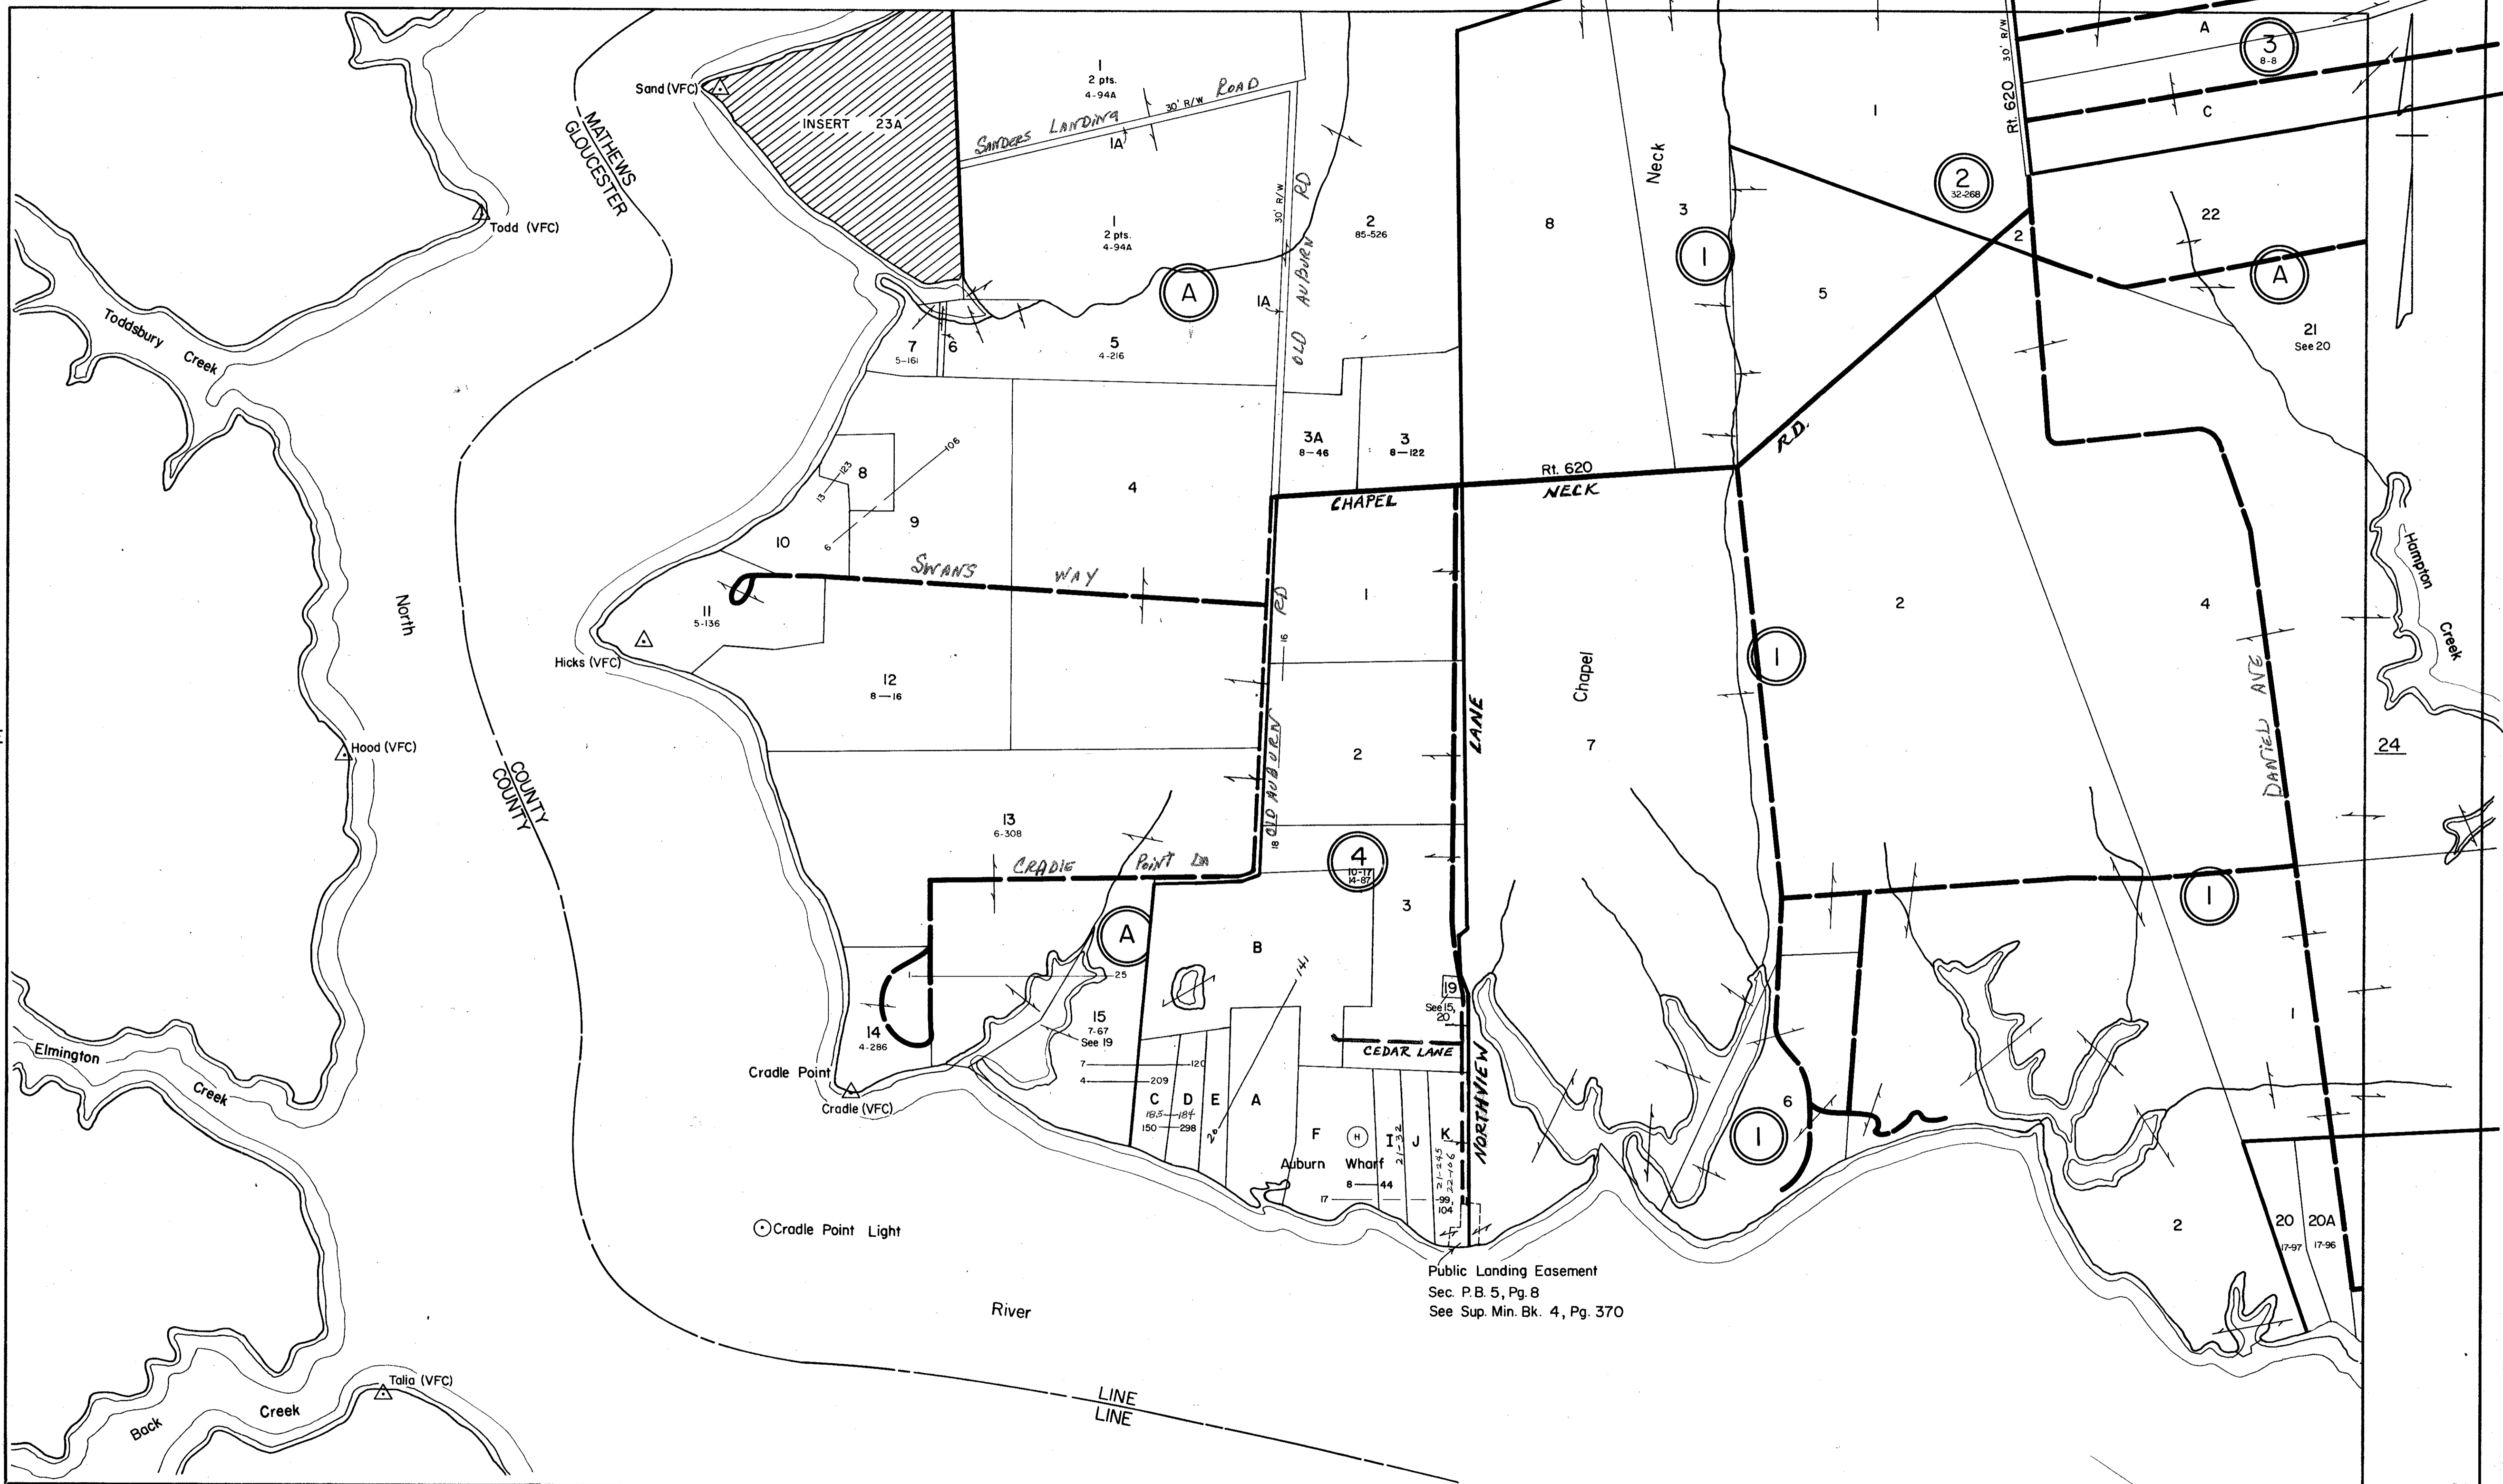 Sand (VFC)
INSERT 23A
1
2 pts.
4-94A
SANDERS LANDING 30' R/W ROAD
1A
1
2 pts.
4-94A
30' R/W
OLD AUBURN RD
1A
2
85-526
A
MATHEWS
GLOUCESTER
Todd (VFC)
Toddsbury Creek
7
5-161
6
5
4-216
8
Neck
3
1
1
2
32-268
30' R/W
Rt. 620
A
3
8-8
C
22
2
A
5
21
See 20
3A
8-46
3
8-122
Rt. 620
CHAPEL NECK RD.
8
106
123
13
6
9
4
10
SWANS WAY
11
5-136
Hicks (VFC)
12
8-16
North
Hood (VFC)
COUNTY
COUNTY
RD
16
OLD AUBURN
18
1
2
LANE
Chapel
7
1
2
4
DANIEL AVE
Hampton Creek
24
13
6-308
CRADLE POINT LN
4
10-17
14-87
3
A
B
141
20
1
25
14
4-286
15
7-67
See 19
19
See 15,
20
CEDAR LANE
NORTHVIEW
1
1
Elmington Creek
Cradle Point
Cradle (VFC)
7 120
4 209
C D E A
183 184
150 298
F
H
I
21-32
J
K
21-245
22-106
Auburn Wharf
8 44
17 99,
104
6
1
2
20
17-97
20A
17-96
Cradle Point Light
Public Landing Easement
Sec. P.B. 5, Pg. 8
See Sup. Min. Bk. 4, Pg. 370
River
Talia (VFC)
Back Creek
LINE
LINE